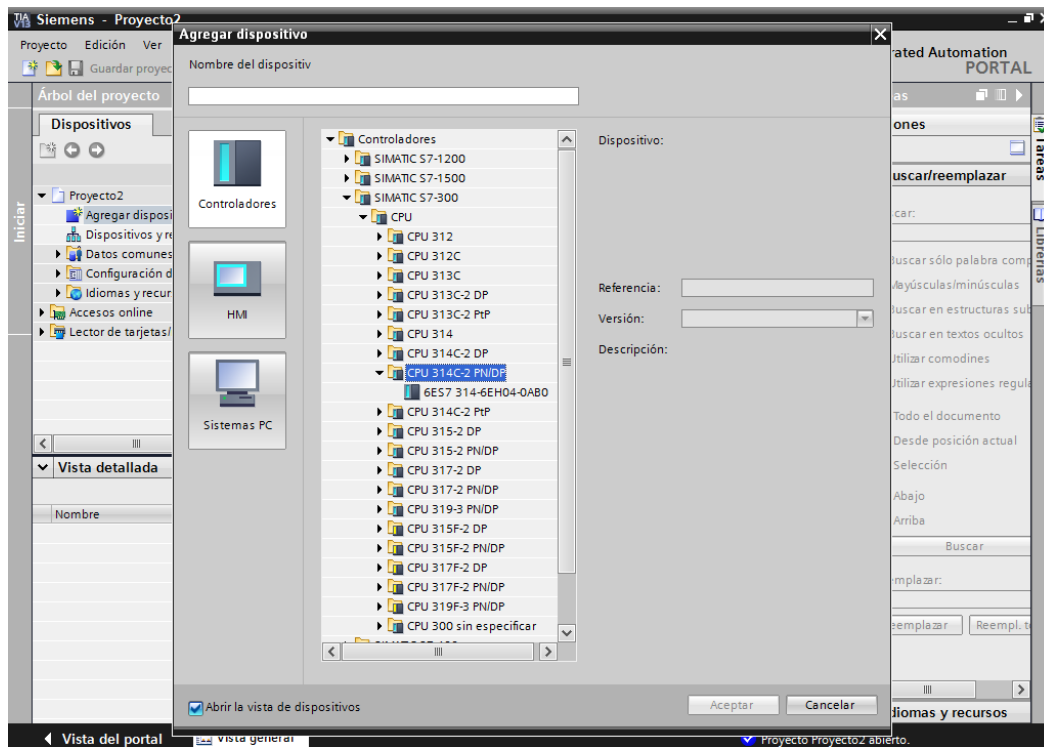 Siemens - Proyecto2
Proyecto Edición Ver
Guardar proyec
rated Automation
PORTAL
Árbol del proyecto
Dispositivos
Proyecto2
Agregar disposi
Dispositivos y re
Datos comunes
Configuración d
Idiomas y recur
Accesos online
Lector de tarjetas/
Vista detallada
Nombre
Iniciar
Agregar dispositivo
Nombre del dispositiv
Controladores
HMI
Sistemas PC
Controladores
SIMATIC S7-1200
SIMATIC S7-1500
SIMATIC S7-300
CPU
CPU 312
CPU 312C
CPU 313C
CPU 313C-2 DP
CPU 313C-2 PtP
CPU 314
CPU 314C-2 DP
CPU 314C-2 PN/DP
6ES7 314-6EH04-0AB0
CPU 314C-2 PtP
CPU 315-2 DP
CPU 315-2 PN/DP
CPU 317-2 DP
CPU 317-2 PN/DP
CPU 319-3 PN/DP
CPU 315F-2 DP
CPU 315F-2 PN/DP
CPU 317F-2 DP
CPU 317F-2 PN/DP
CPU 319F-3 PN/DP
CPU 300 sin especificar
Dispositivo:
Referencia:
Versión:
Descripción:
Abrir la vista de dispositivos
Aceptar
Cancelar
as
ones
uscar/reemplazar
car:
Buscar sólo palabra comp
Mayúsculas/minúsculas
Buscar en estructuras sub
Buscar en textos ocultos
Utilizar comodines
Utilizar expresiones regula
Todo el documento
Desde posición actual
Selección
Abajo
Arriba
Buscar
emplazar:
eemplazar
Reempl. t
diomas y recursos
Tareas
Librerías
Vista del portal
Vista general
Proyecto Proyecto2 abierto.